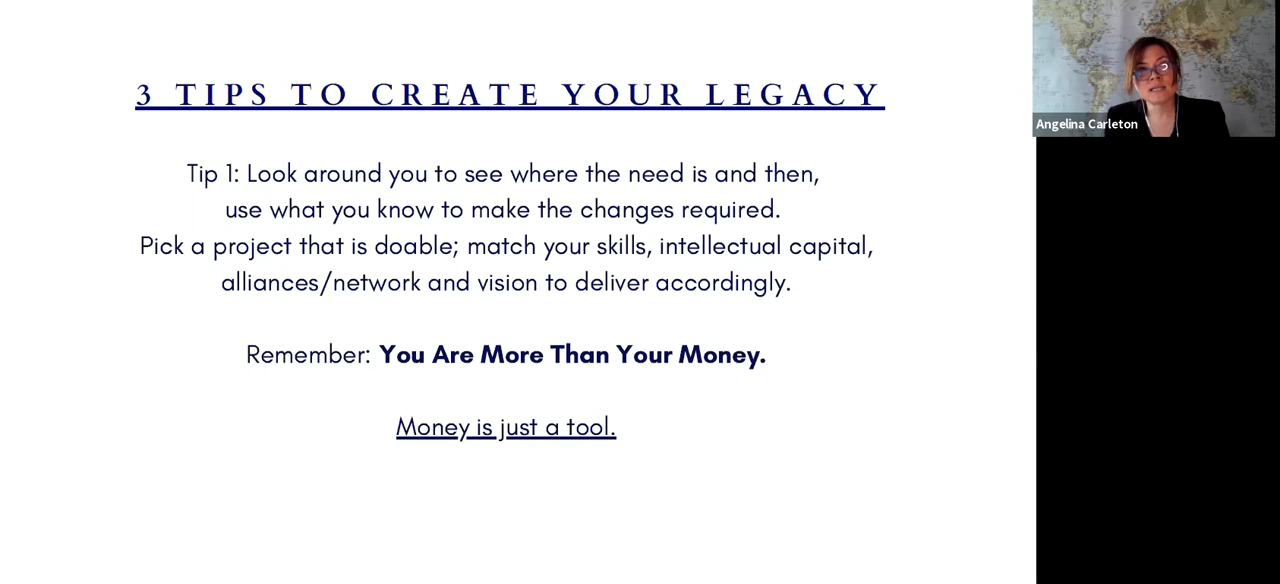 3 TIPS TO CREATE YOUR LEGACY
Tip 1: Look around you to see where the need is and then,
use what you know to make the changes required.
Pick a project that is doable; match your skills, intellectual capital,
alliances/network and vision to deliver accordingly.
Remember: You Are More Than Your Money.
Money is just a tool.
Angelina Carleton